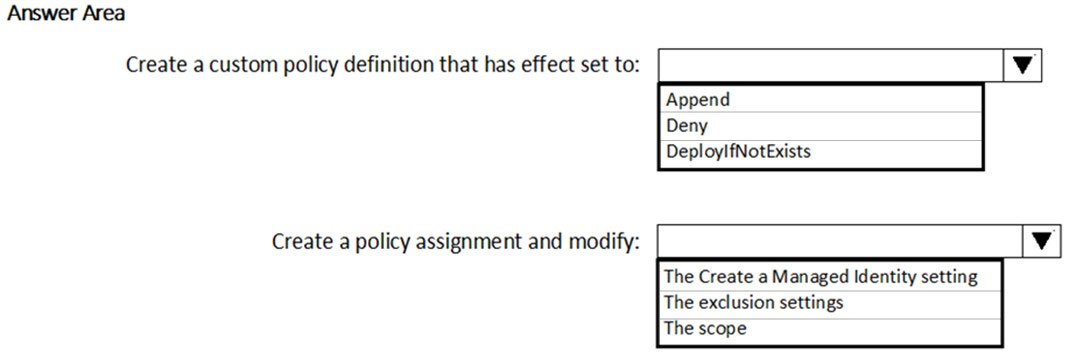 Answer Area
Create a custom policy definition that has effect set to:
Append
Deny
DeployIfNotExists
Create a policy assignment and modify:
The Create a Managed Identity setting
The exclusion settings
The scope